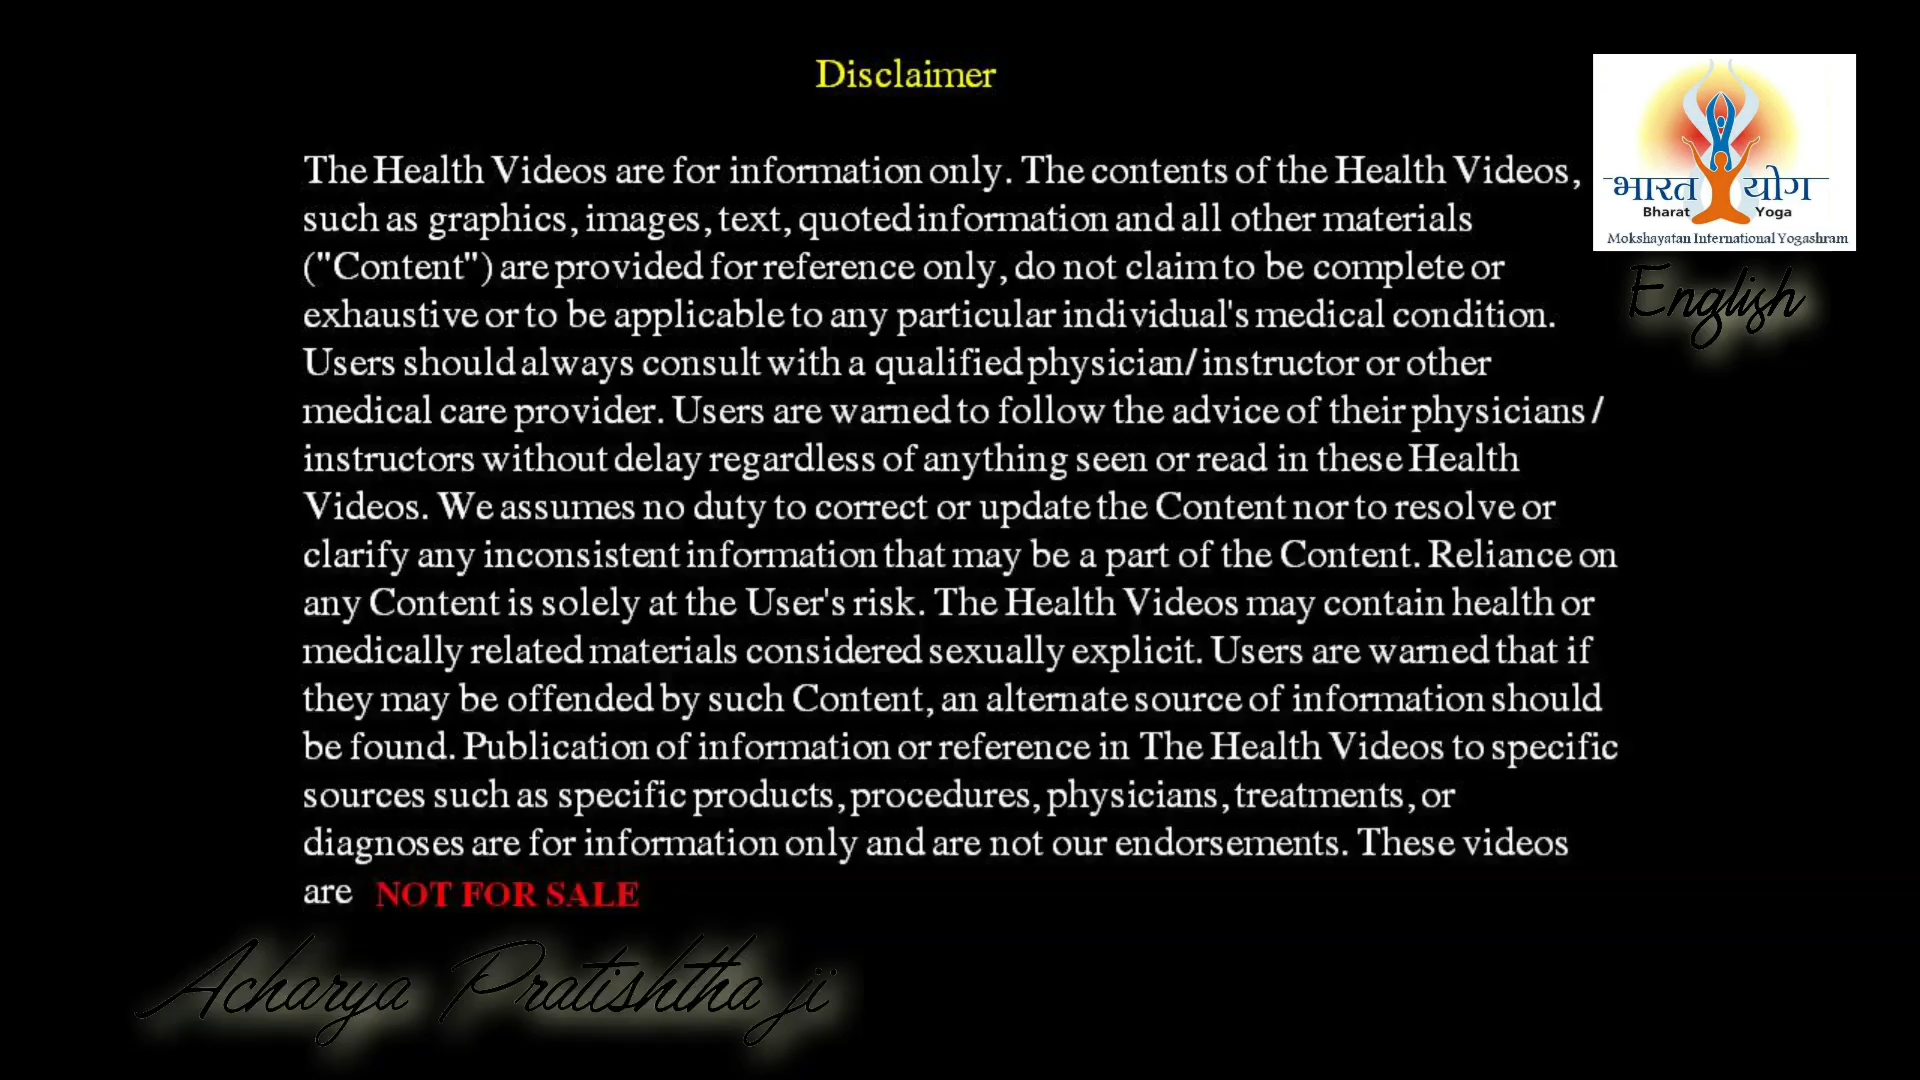 Disclaimer
The Health Videos are for information only. The contents of the Health Videos,
such as graphics, images, text, quoted information and all other materials
("Content") are provided for reference only, do not claim to be complete or
exhaustive or to be applicable to any particular individual's medical condition.
Users should always consult with a qualified physician/ instructor or other
medical care provider. Users are warned to follow the advice of their physicians /
instructors without delay regardless of anything seen or read in these Health
Videos. We assumes no duty to correct or update the Content nor to resolve or
clarify any inconsistent information that may be a part of the Content. Reliance on
any Content is solely at the User's risk. The Health Videos may contain health or
medically related materials considered sexually explicit. Users are warned that if
they may be offended by such Content, an alternate source of information should
be found. Publication of information or reference in The Health Videos to specific
sources such as specific products, procedures, physicians, treatments, or
diagnoses are for information only and are not our endorsements. These videos
are NOT FOR SALE
भारत योग
Bharat Yoga
Mokshayatan International Yogashram
English
Acharya Pratishtha ji